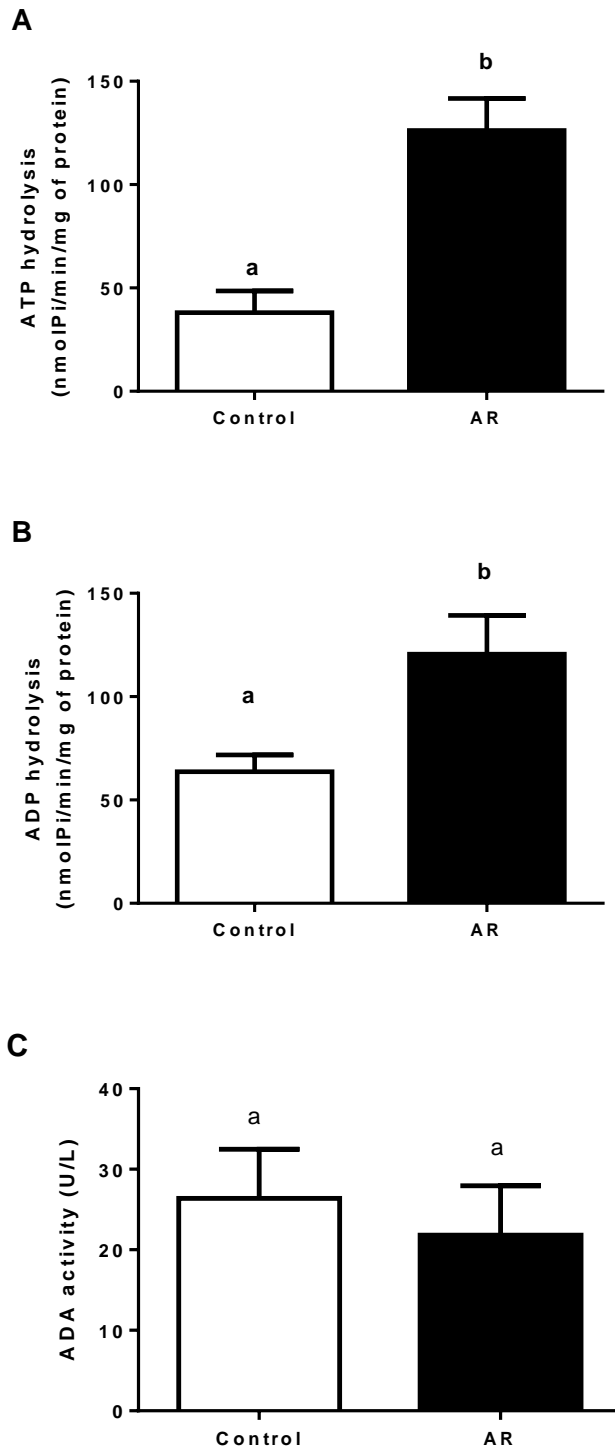 A
ATP hydrolysis
(nmolPi/min/mg of protein)
150
100
50
0
a
b
Control
AR
B
ADP hydrolysis
(nmolPi/min/mg of protein)
150
100
50
0
a
b
Control
AR
C
ADA activity (U/L)
40
30
20
10
0
a
a
Control
AR